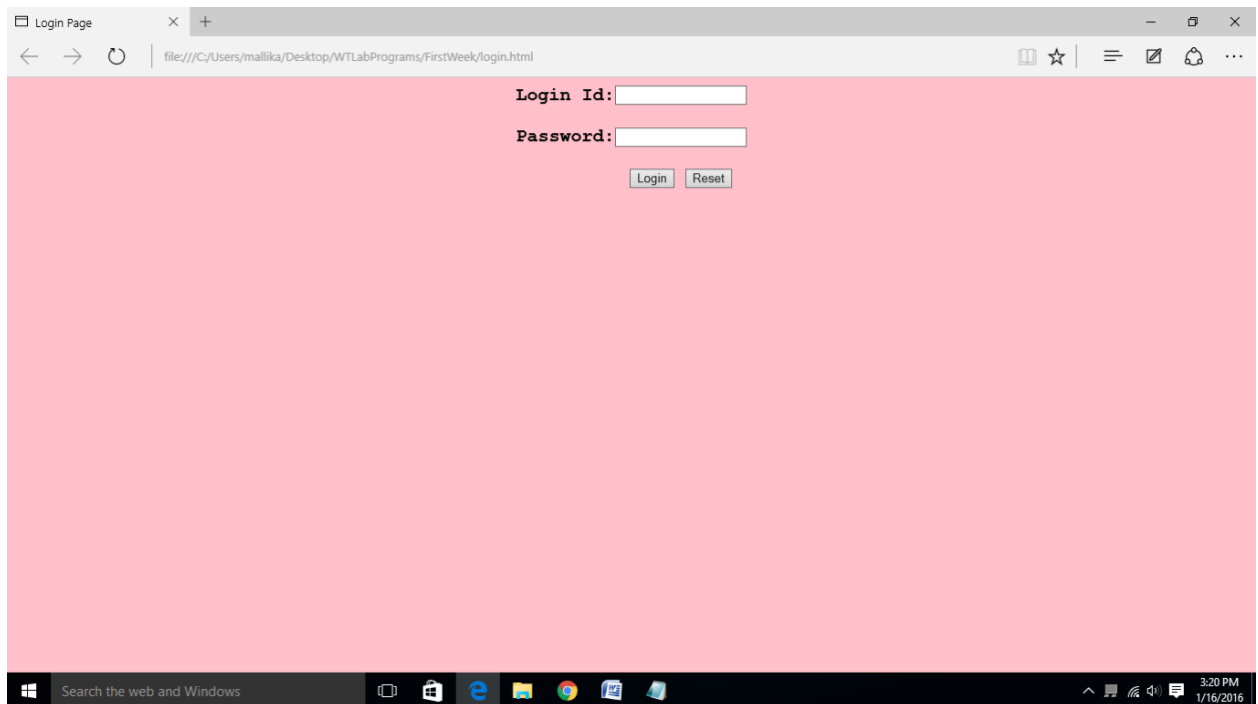 Login Page
file:///C:/Users/mallika/Desktop/WTLabPrograms/FirstWeek/login.html
Login Id:
Password:
Login Reset
Search the web and Windows
3:20 PM
1/16/2016